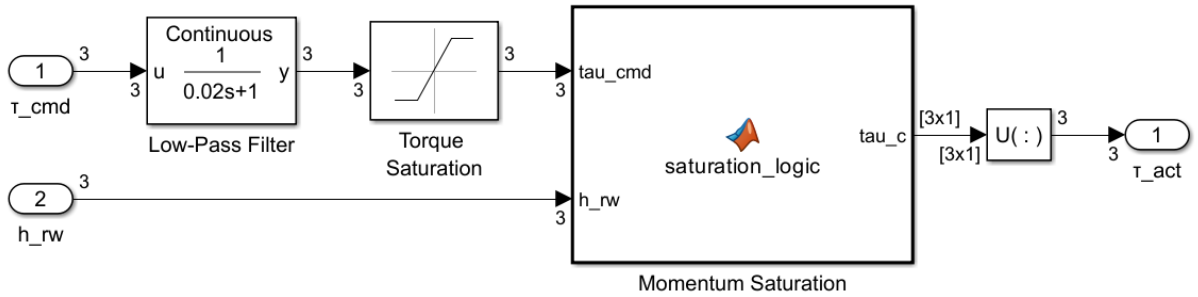 3
1
3
τ_cmd
Continuous
u
1
0.02s+1
y
3
Low-Pass Filter
3
Torque
Saturation
3
3
tau_cmd
3
2
h_rw
3
h_rw
saturation_logic
tau_c
Momentum Saturation
[3x1]
[3x1]
U( : )
3
3
1
τ_act